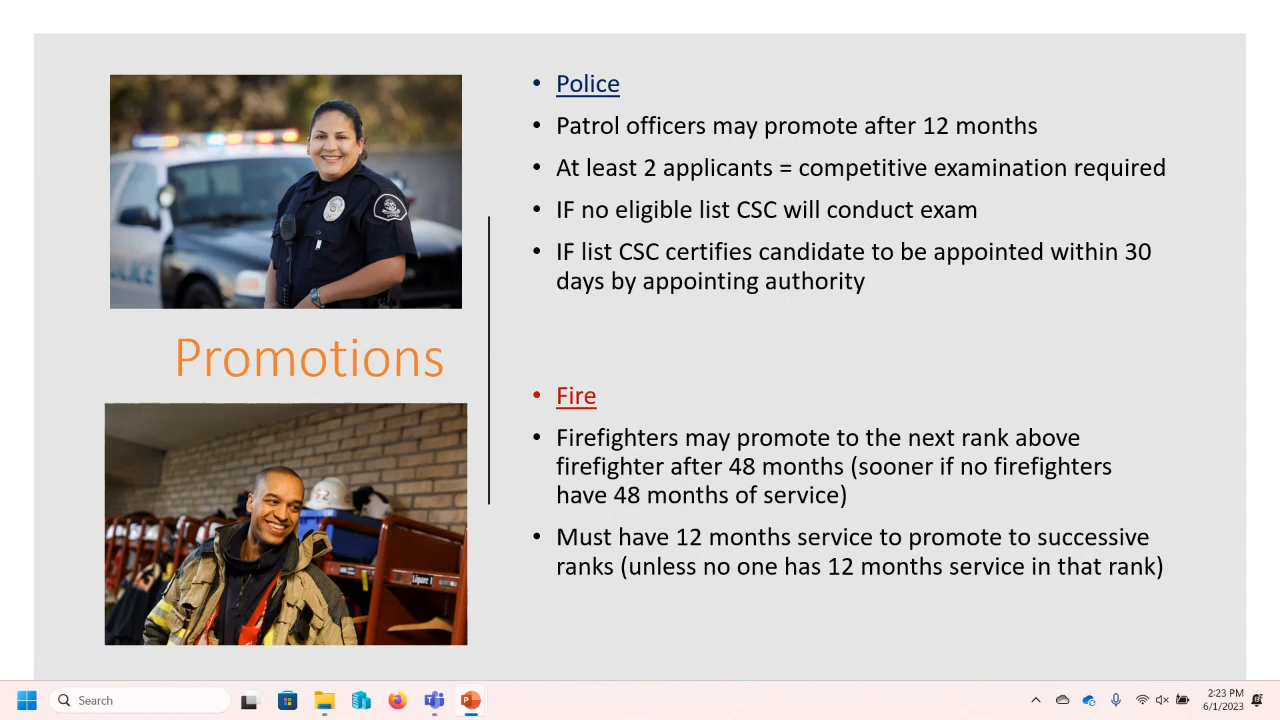 Police
Patrol officers may promote after 12 months
At least 2 applicants = competitive examination required
IF no eligible list CSC will conduct exam
IF list CSC certifies candidate to be appointed within 30
days by appointing authority
Promotions
Fire
Firefighters may promote to the next rank above
firefighter after 48 months (sooner if no firefighters
have 48 months of service)
Must have 12 months service to promote to successive
ranks (unless no one has 12 months service in that rank)
Search
2:23 PM
6/1/2023